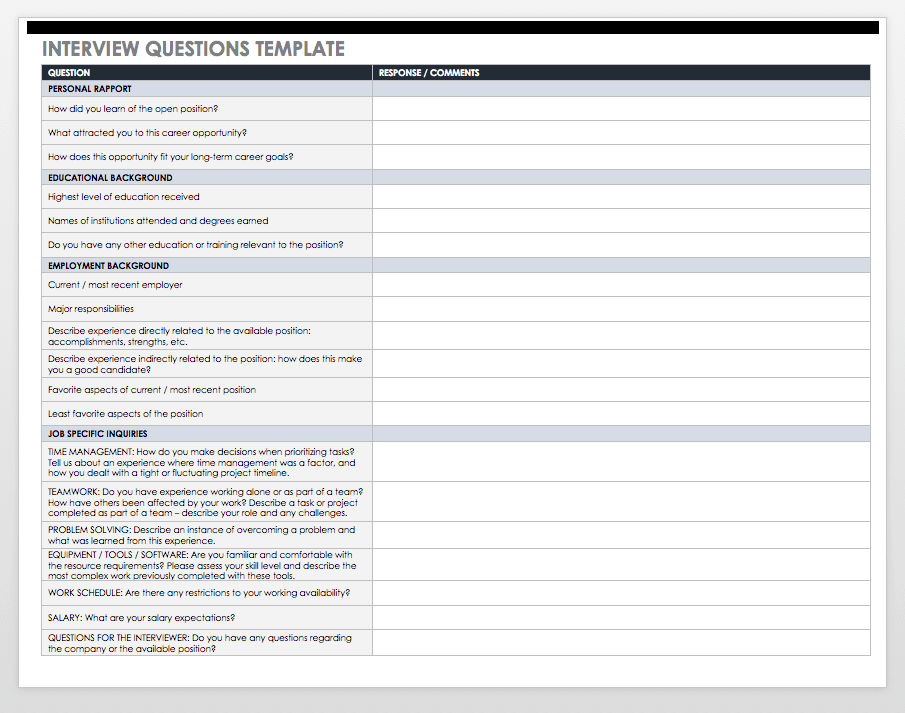 INTERVIEW QUESTIONS TEMPLATE
QUESTION RESPONSE / COMMENTS
PERSONAL RAPPORT
How did you learn of the open position?
What attracted you to this career opportunity?
How does this opportunity fit your long-term career goals?
EDUCATIONAL BACKGROUND
Highest level of education received
Names of institutions attended and degrees earned
Do you have any other education or training relevant to the position?
EMPLOYMENT BACKGROUND
Current / most recent employer
Major responsibilities
Describe experience directly related to the available position:
accomplishments, strengths, etc.
Describe experience indirectly related to the position: how does this make
you a good candidate?
Favorite aspects of current / most recent position
Least favorite aspects of the position
JOB SPECIFIC INQUIRIES
TIME MANAGEMENT: How do you make decisions when prioritizing tasks?
Tell us about an experience where time management was a factor, and
how you dealt with a tight or fluctuating project timeline.
TEAMWORK: Do you have experience working alone or as part of a team?
How have others been affected by your work? Describe a task or project
completed as part of a team – describe your role and any challenges.
PROBLEM SOLVING: Describe an instance of overcoming a problem and
what was learned from this experience.
EQUIPMENT / TOOLS / SOFTWARE: Are you familiar and comfortable with
the resource requirements? Please assess your skill level and describe the
most complex work previously completed with these tools.
WORK SCHEDULE: Are there any restrictions to your working availability?
SALARY: What are your salary expectations?
QUESTIONS FOR THE INTERVIEWER: Do you have any questions regarding
the company or the available position?